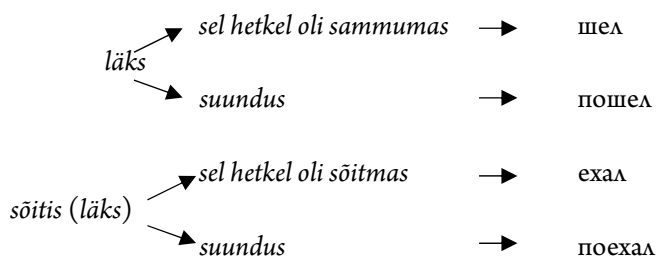 sel hetkel oli sammumas шел
läks
suundus пошел
sel hetkel oli sõitmas ехал
sõitis (läks)
suundus поехал